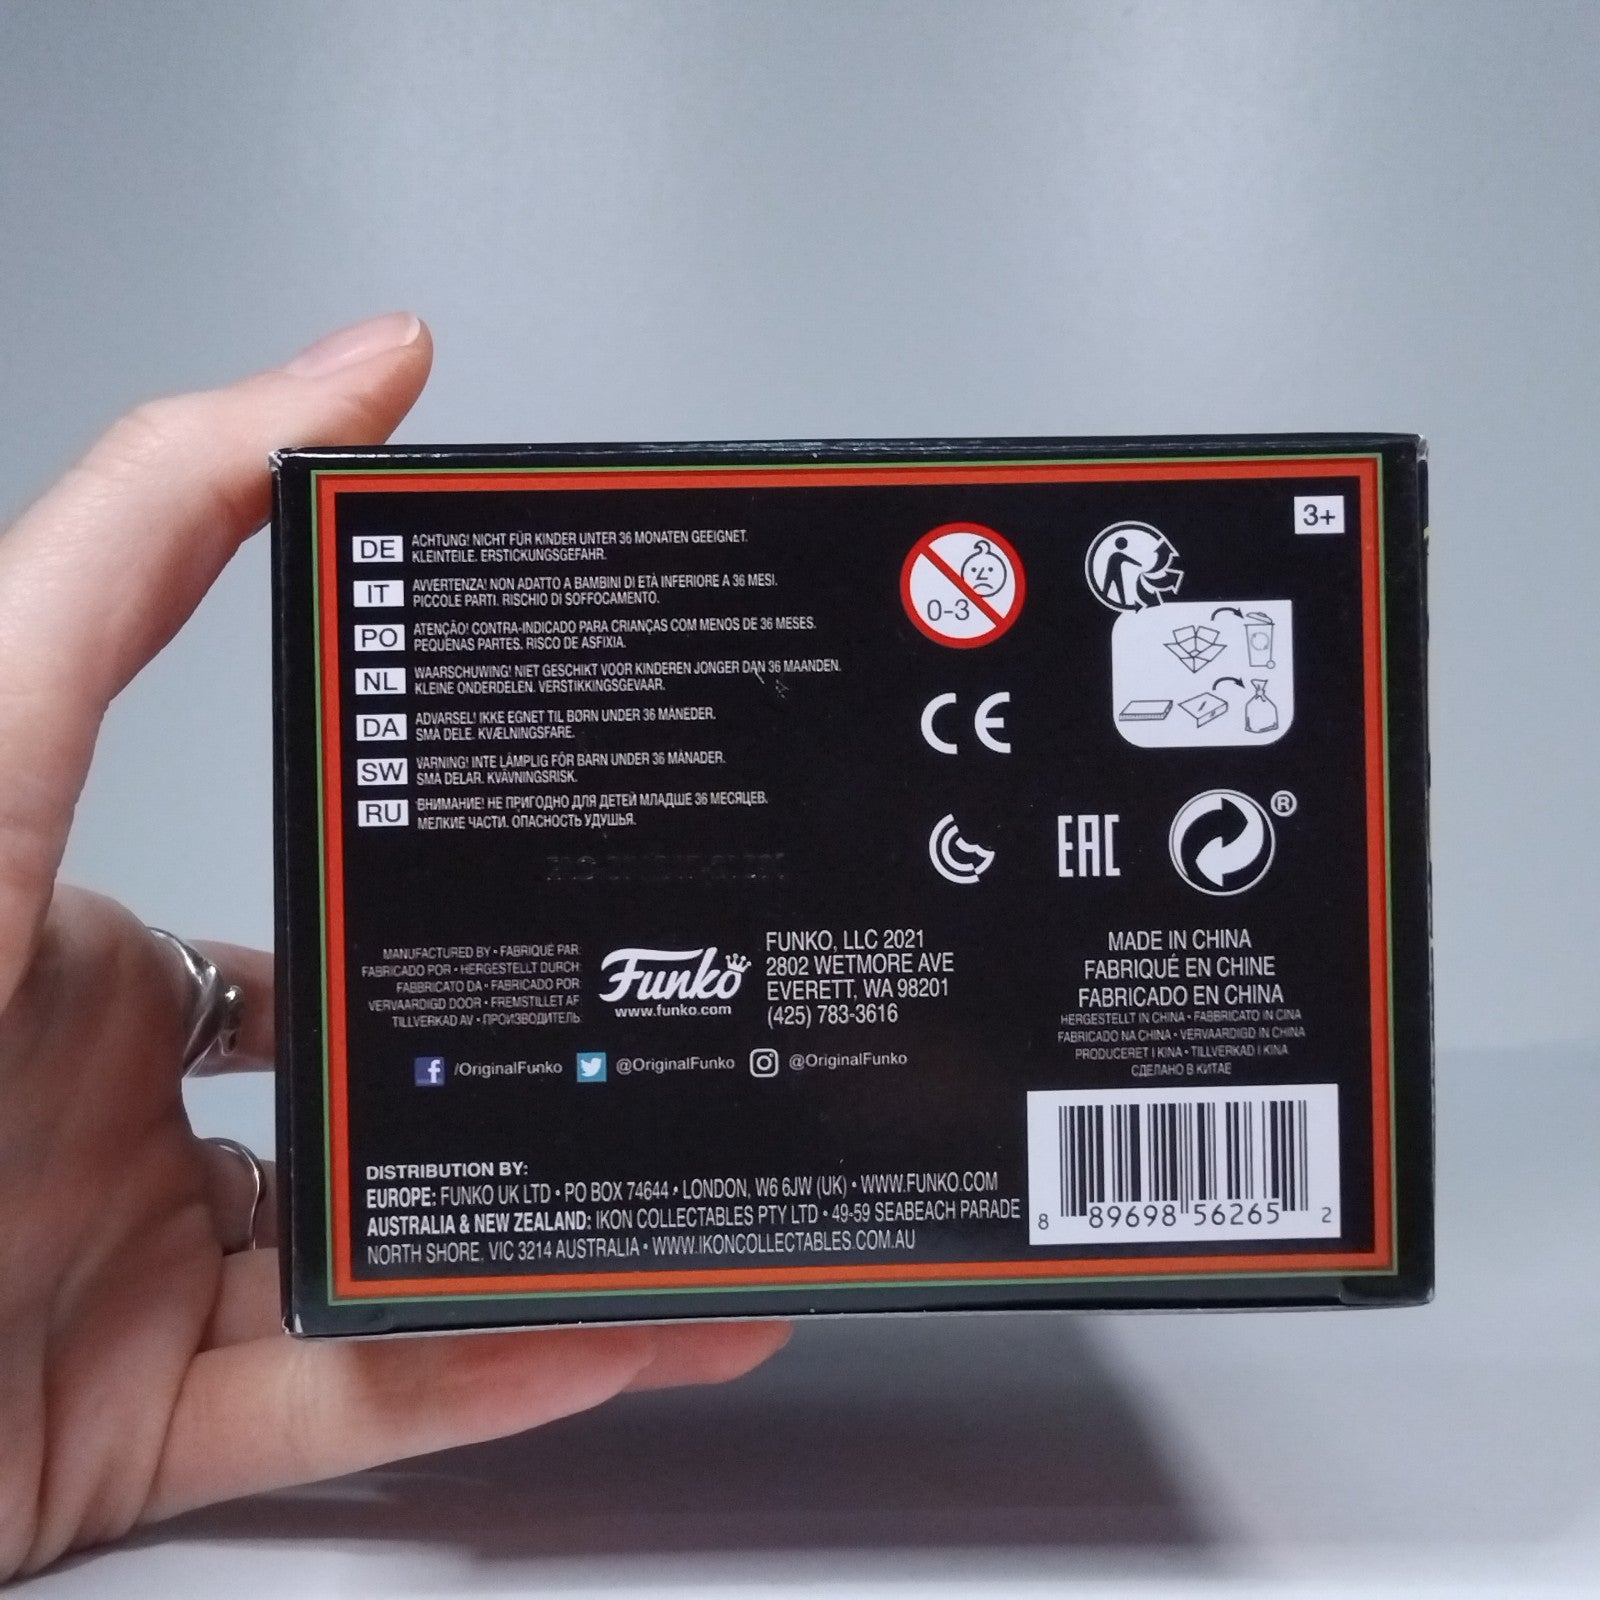 3+
DE ACHTUNG! NICHT FÜR KINDER UNTER 36 MONATEN GEEIGNET.
KLEINTEILE. ERSTICKUNGSGEFAHR.
IT AVVERTENZA! NON ADATTO A BAMBINI DI ETÀ INFERIORE A 36 MESI.
PICCOLE PARTI. RISCHIO DI SOFFOCAMENTO.
PO ATENÇÃO! CONTRA-INDICADO PARA CRIANÇAS COM MENOS DE 36 MESES.
PEQUENAS PARTES. RISCO DE ASFIXIA.
NL WAARSCHUWING! NIET GESCHIKT VOOR KINDEREN JONGER DAN 36 MAANDEN.
KLEINE ONDERDELEN. VERSTIKKINGSGEVAAR.
DA ADVARSEL! IKKE EGNET TIL BØRN UNDER 36 MÅNEDER.
SMÅ DELE. KVÆLNINGSFARE.
SW VARNING! INTE LÄMPLIG FÖR BARN UNDER 36 MÅNADER.
SMÅ DELAR. KVÄVNINGSRISK.
RU ВНИМАНИЕ! НЕ ПРИГОДНО ДЛЯ ДЕТЕЙ МЛАДШЕ 36 МЕСЯЦЕВ.
МЕЛКИЕ ЧАСТИ. ОПАСНОСТЬ УДУШЬЯ.
0-3
CE
EAC
®
MANUFACTURED BY • FABRIQUÉ PAR:
FABRICADO POR • HERGESTELLT DURCH:
FABBRICATO DA • FABRICADO POR:
VERVAARDIGD DOOR • FREMSTILLET AF:
TILLVERKAD AV • ПРОИЗВОДИТЕЛЬ:
Funko
www.funko.com
FUNKO, LLC 2021
2802 WETMORE AVE
EVERETT, WA 98201
(425) 783-3616
/OriginalFunko @OriginalFunko @OriginalFunko
MADE IN CHINA
FABRIQUÉ EN CHINE
FABRICADO EN CHINA
HERGESTELLT IN CHINA • FABBRICATO IN CINA
FABRICADO NA CHINA • VERVAARDIGD IN CHINA
PRODUCERET I KINA • TILLVERKAD I KINA
СДЕЛАНО В КИТАЕ
DISTRIBUTION BY:
EUROPE: FUNKO UK LTD • PO BOX 74644 • LONDON, W6 6JW (UK) • WWW.FUNKO.COM
AUSTRALIA & NEW ZEALAND: IKON COLLECTABLES PTY LTD • 49-59 SEABEACH PARADE
NORTH SHORE. VIC 3214 AUSTRALIA • WWW.IKONCOLLECTABLES.COM.AU
8 89698 56265 2